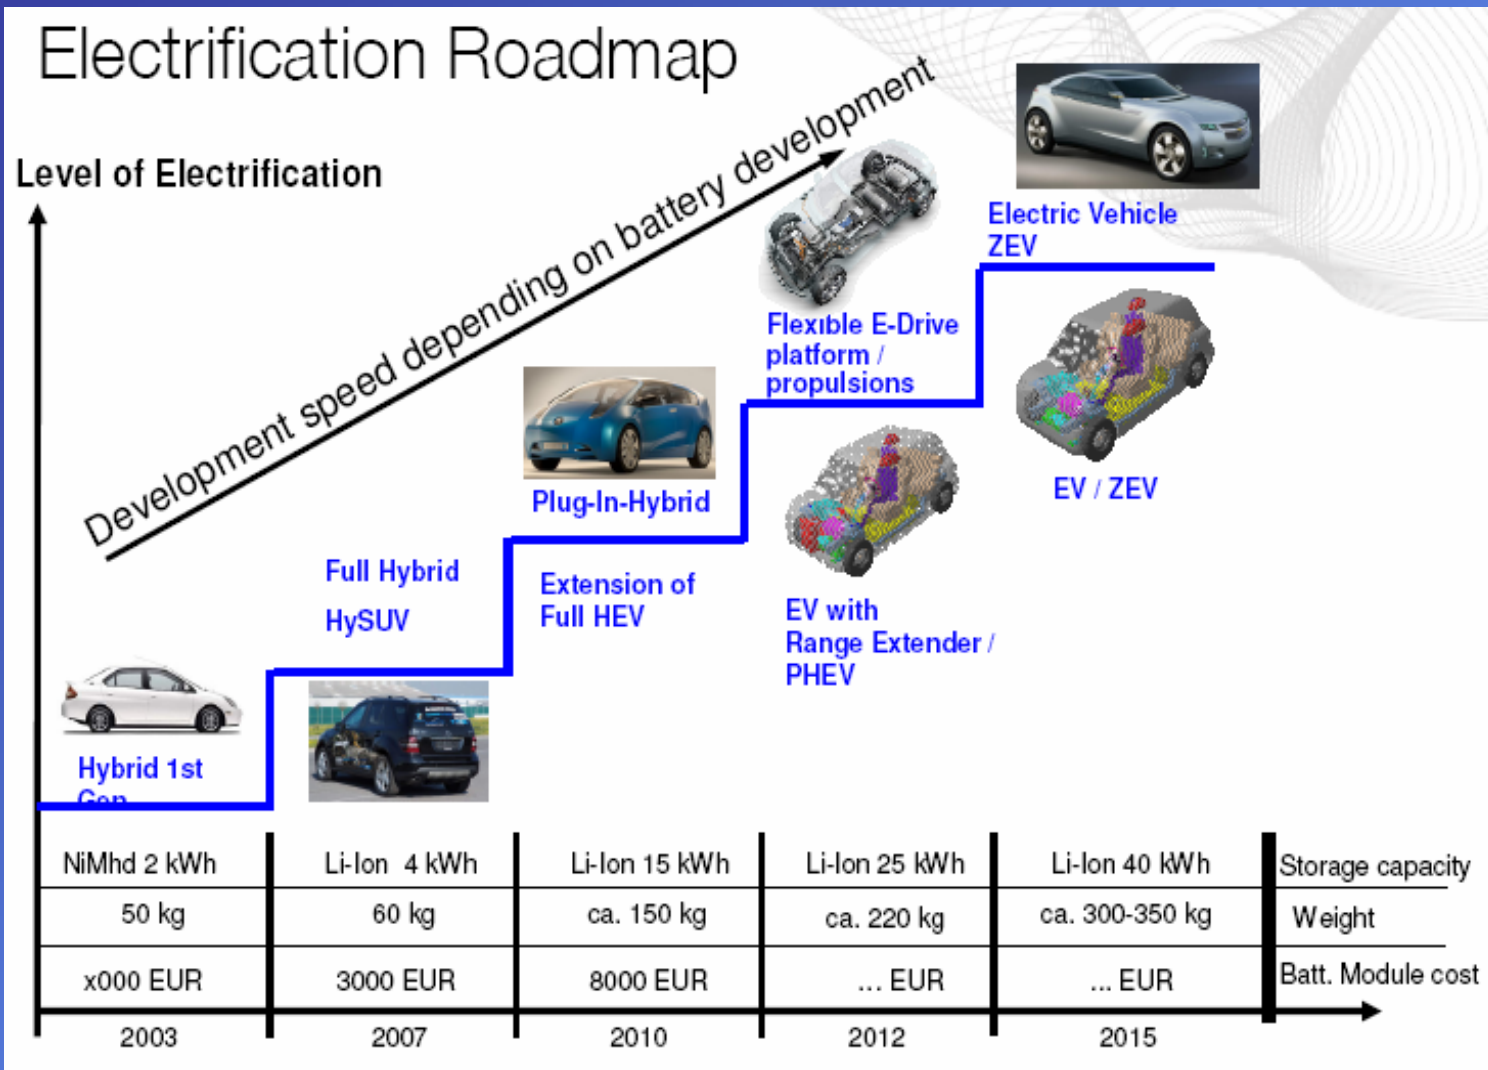 Electrification Roadmap
Level of Electrification
Development speed depending on battery development
Electric Vehicle
ZEV
Flexible E-Drive
platform /
propulsions
EV / ZEV
Plug-In-Hybrid
Full Hybrid
HySUV
Extension of
Full HEV
EV with
Range Extender /
PHEV
Hybrid 1st
Gen
NiMhd 2 kWh Li-Ion 4 kWh Li-Ion 15 kWh Li-Ion 25 kWh Li-Ion 40 kWh Storage capacity
50 kg 60 kg ca. 150 kg ca. 220 kg ca. 300-350 kg Weight
x000 EUR 3000 EUR 8000 EUR ... EUR ... EUR Batt. Module cost
2003 2007 2010 2012 2015